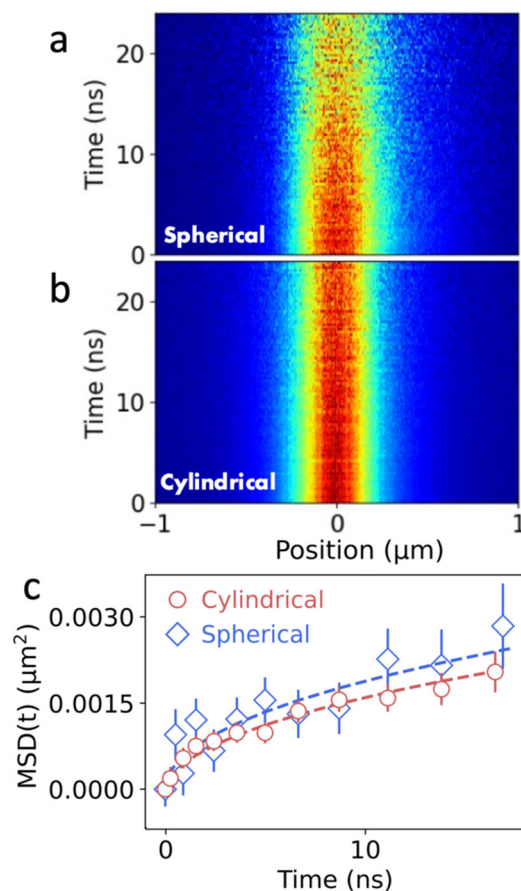 a
20
Time (ns)
10
Spherical
0
b
20
Time (ns)
10
Cylindrical
0
−1 0 1
Position (μm)
c
Cylindrical
Spherical
0.0030
MSD(t) (μm²)
0.0015
0.0000
0 10
Time (ns)